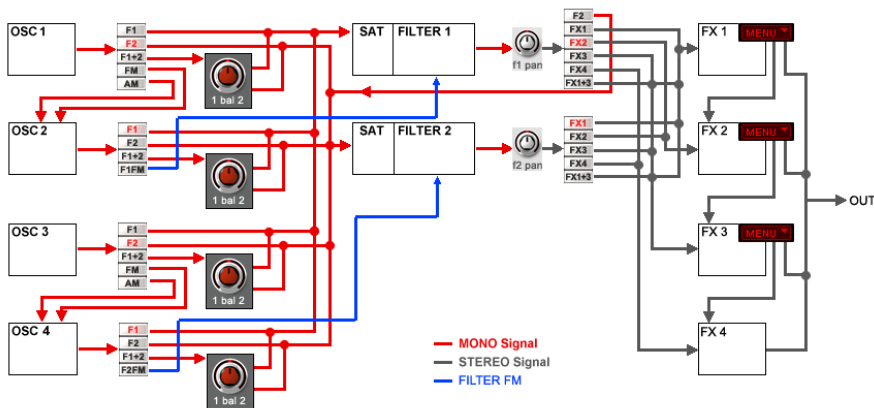 OSC 1
F1
F2
F1+2
FM
AM
1 bal 2
SAT FILTER 1
f1 pan
F2
FX1
FX2
FX3
FX4
FX1+3
FX 1 MENU
OSC 2
F1
F2
F1+2
F1FM
1 bal 2
SAT FILTER 2
f2 pan
FX1
FX2
FX3
FX4
FX1+3
FX 2 MENU
OUT
OSC 3
F1
F2
F1+2
FM
AM
1 bal 2
FX 3 MENU
OSC 4
F1
F2
F1+2
F2FM
1 bal 2
FX 4
MONO Signal
STEREO Signal
FILTER FM